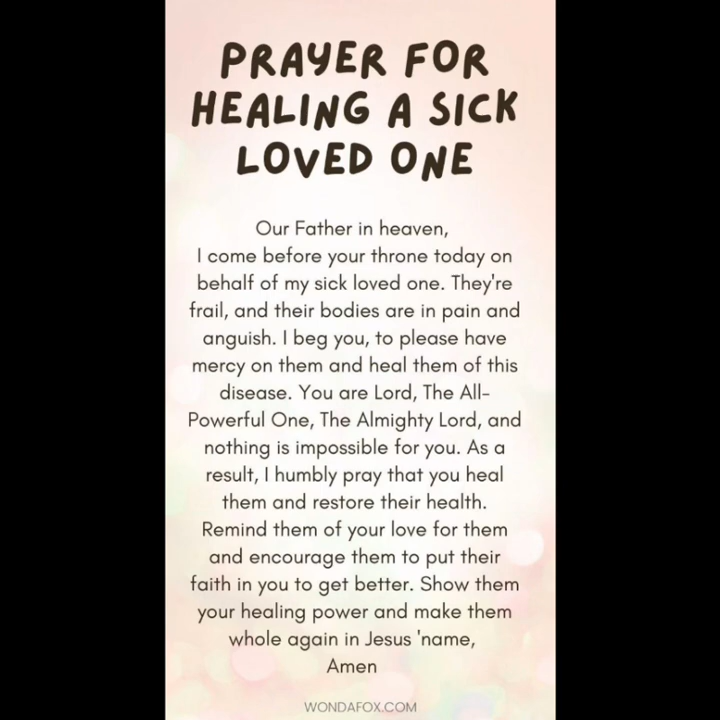 PRAYER FOR
HEALING A SICK
LOVED ONE
Our Father in heaven,
I come before your throne today on
behalf of my sick loved one. They're
frail, and their bodies are in pain and
anguish. I beg you, to please have
mercy on them and heal them of this
disease. You are Lord, The All-
Powerful One, The Almighty Lord, and
nothing is impossible for you. As a
result, I humbly pray that you heal
them and restore their health.
Remind them of your love for them
and encourage them to put their
faith in you to get better. Show them
your healing power and make them
whole again in Jesus 'name,
Amen
WONDAFOX.COM